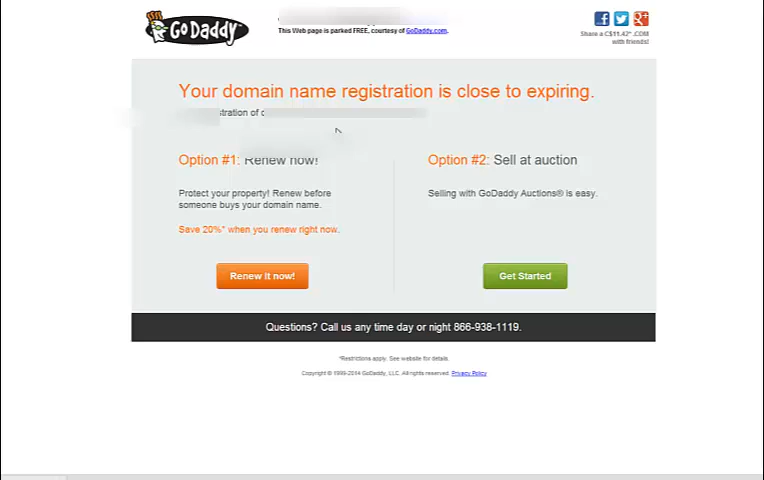 GoDaddy™
This Web page is parked FREE, courtesy of GoDaddy.com.
Share a C$11.42* .COM
with friends!
Your domain name registration is close to expiring.
stration of
Option #1: Renew now!
Protect your property! Renew before
someone buys your domain name.
Save 20%* when you renew right now.
Renew It now!
Option #2: Sell at auction
Selling with GoDaddy Auctions® is easy.
Get Started
Questions? Call us any time day or night 866-938-1119.
*Restrictions apply. See website for details.
Copyright © 1999-2014 GoDaddy, LLC. All rights reserved. Privacy Policy